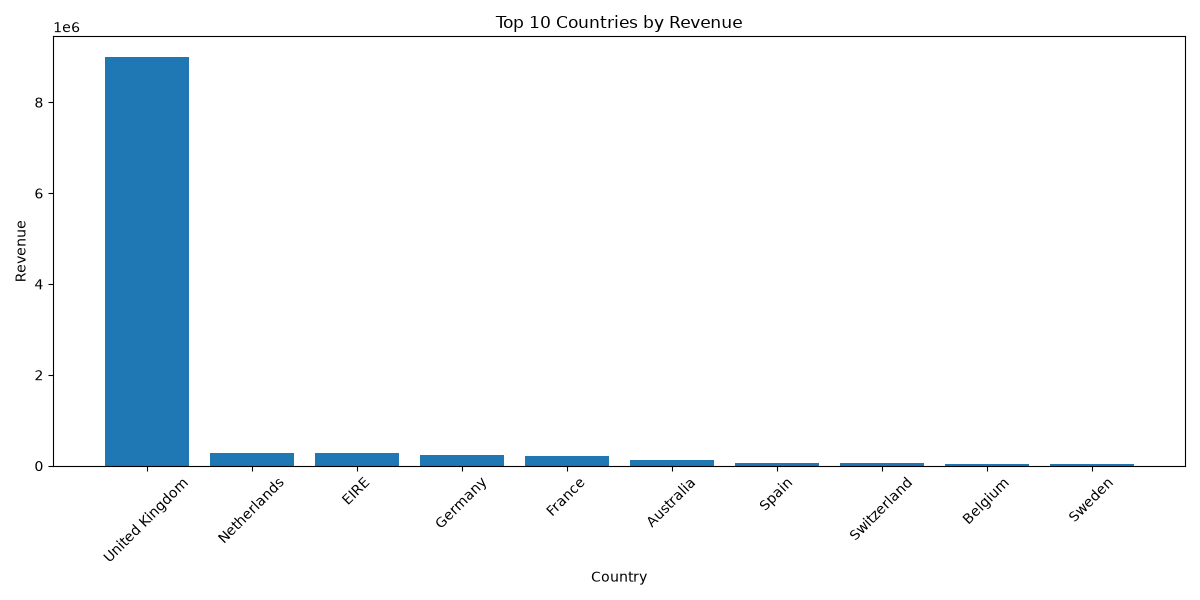 Top 10 Countries by Revenue
1e6
8
6
4
2
0
Revenue
United Kingdom
Netherlands
EIRE
Germany
France
Australia
Spain
Switzerland
Belgium
Sweden
Country